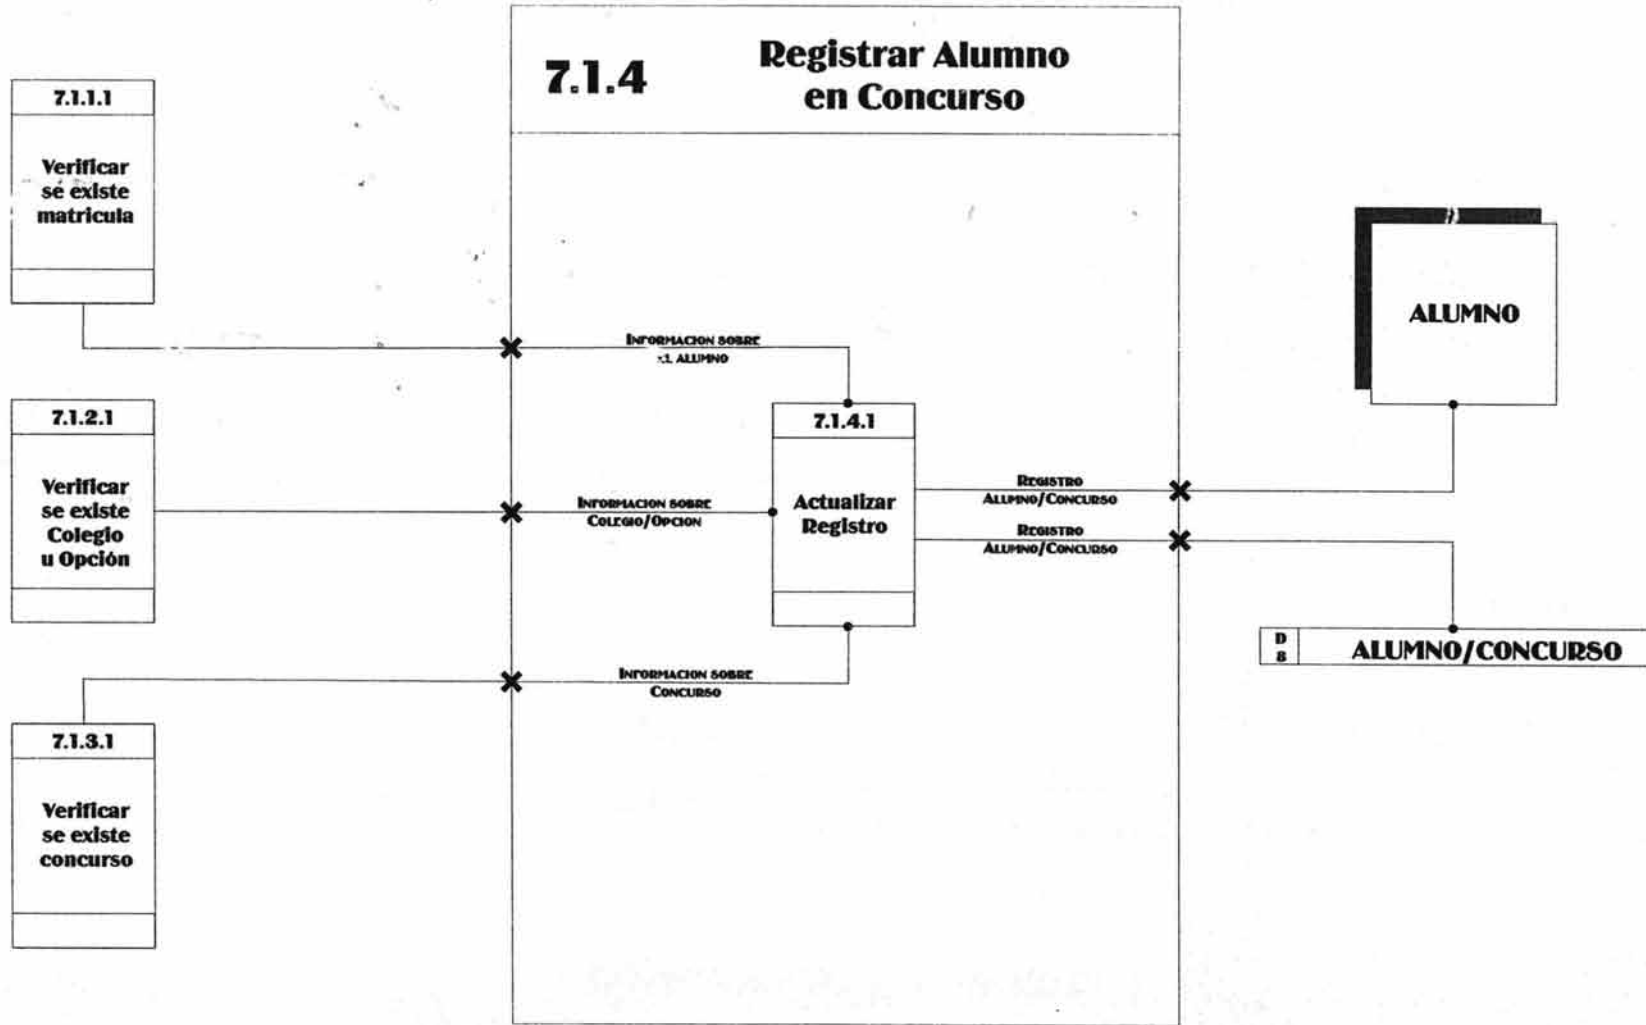 7.1.4
Registrar Alumno
en Concurso
7.1.1.1
Verificar
se existe
matricula
INFORMACION SOBRE
ALUMNO
7.1.2.1
Verificar
se existe
Colegio
u Opción
INFORMACION SOBRE
COLEGIO/OPCION
7.1.3.1
Verificar
se existe
concurso
INFORMACION SOBRE
CONCURSO
7.1.4.1
Actualizar
Registro
REGISTRO
ALUMNO/CONCURSO
REGISTRO
ALUMNO/CONCURSO
ALUMNO
D
8
ALUMNO/CONCURSO